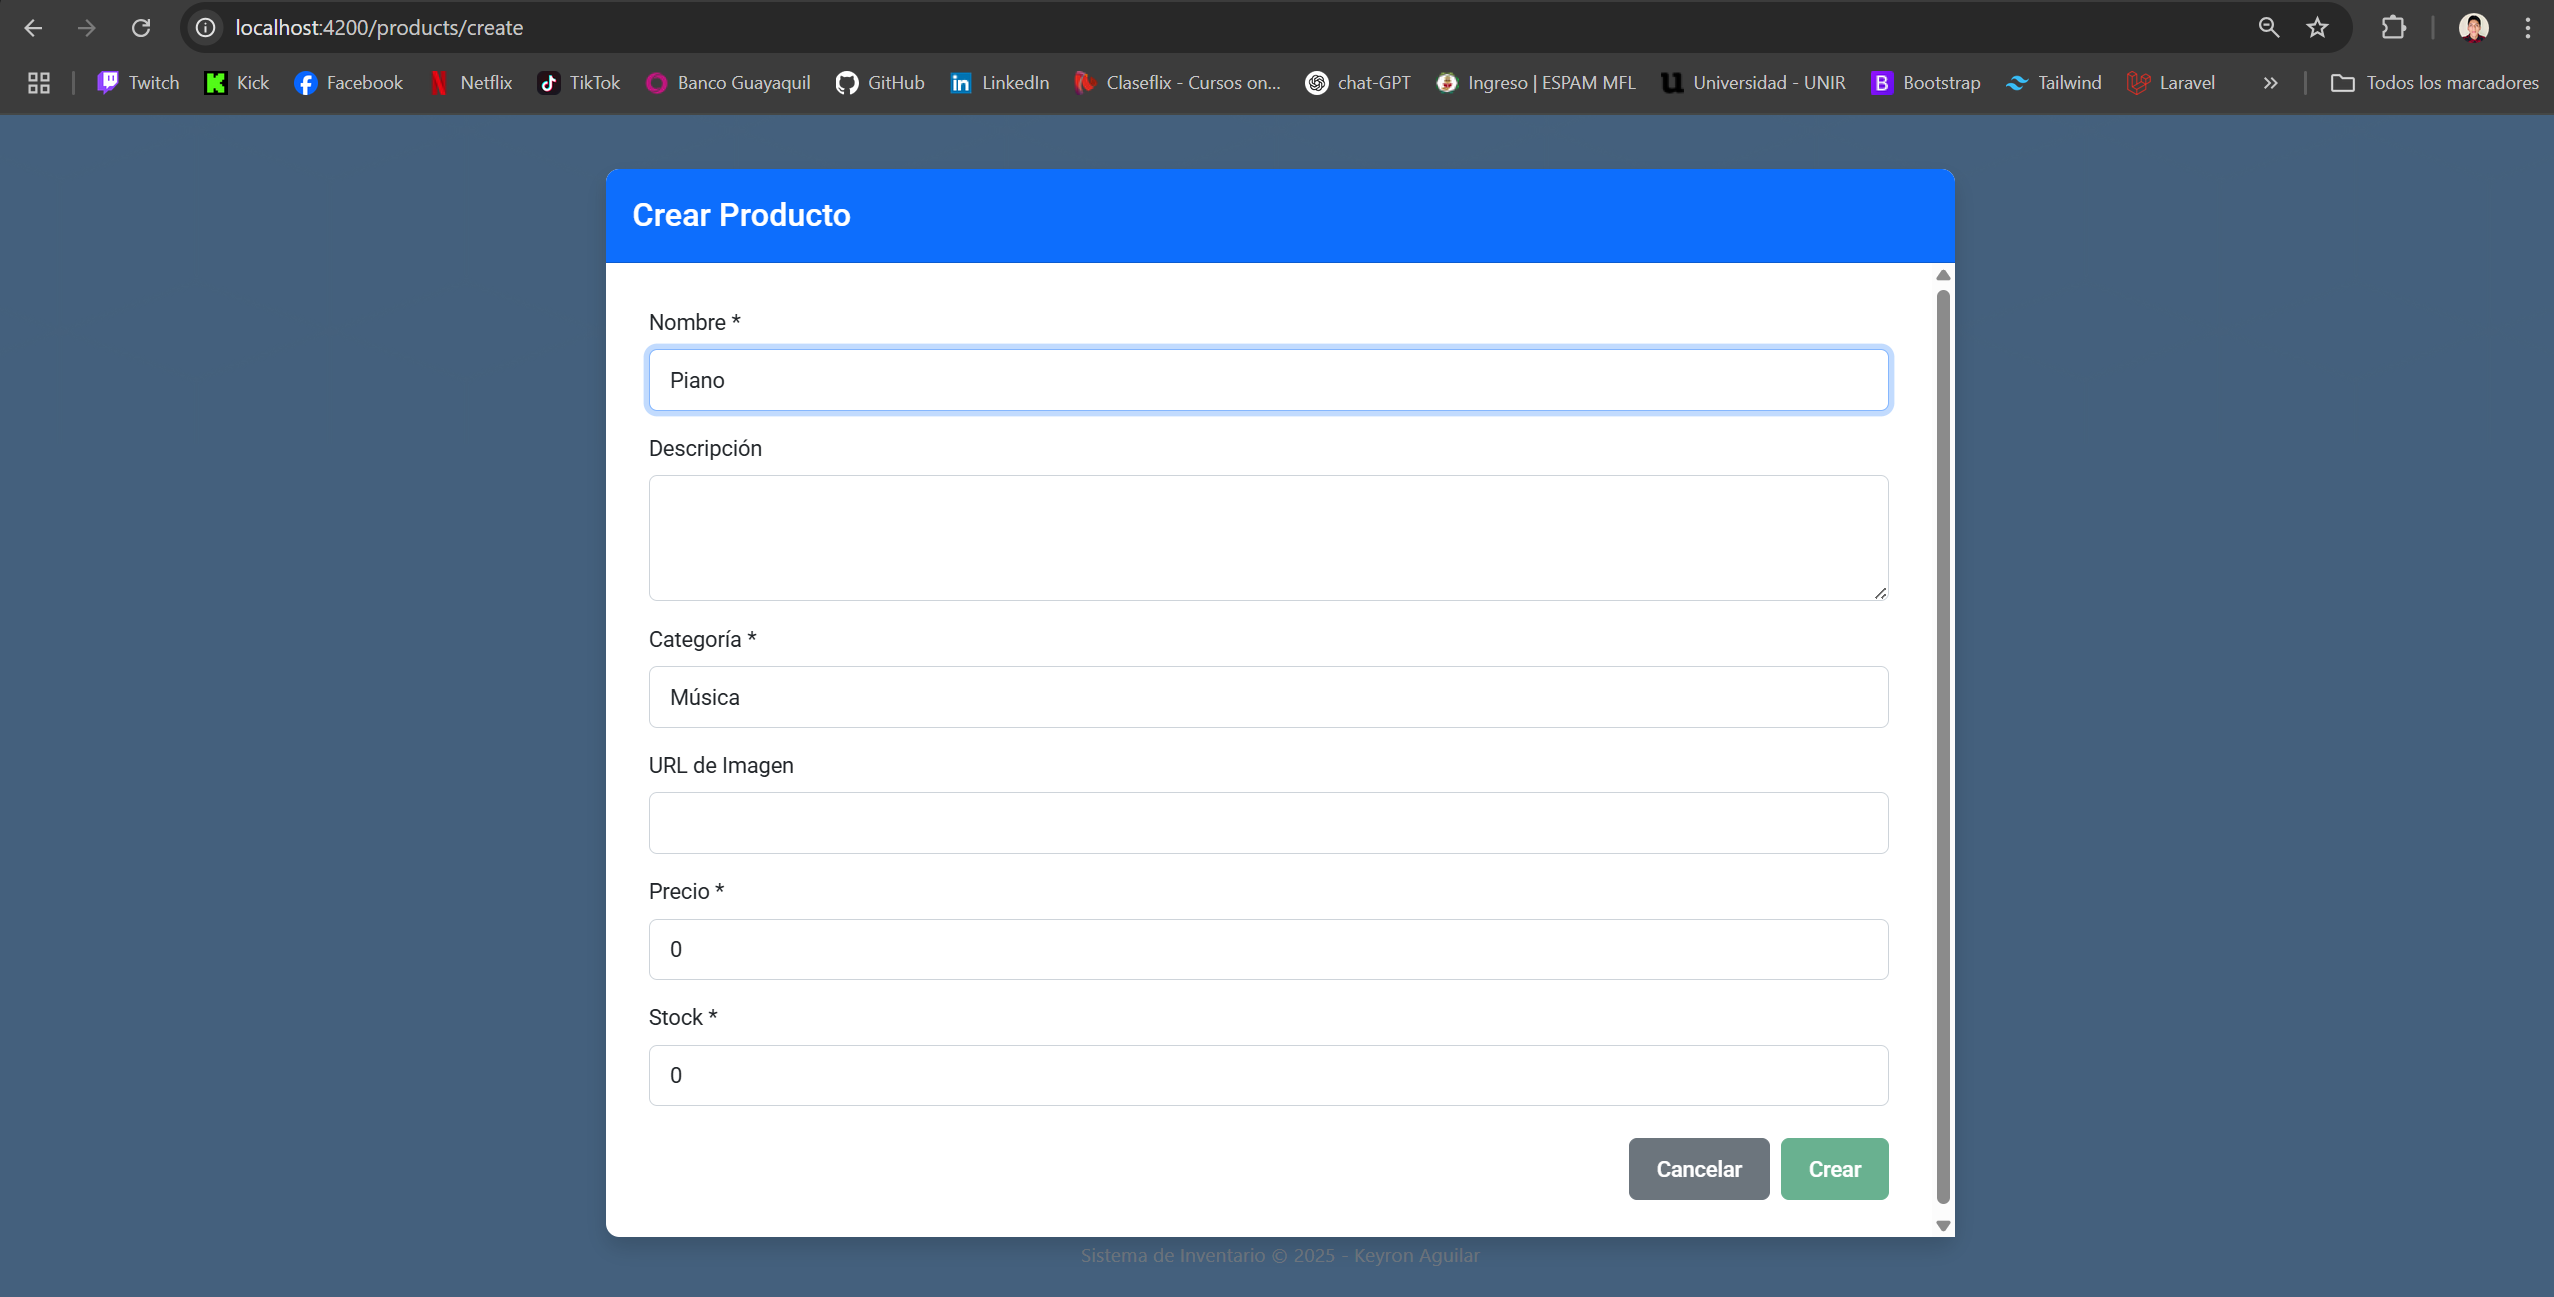 localhost:4200/products/create
Twitch Kick Facebook Netflix TikTok Banco Guayaquil GitHub LinkedIn Claseflix - Cursos on... chat-GPT Ingreso | ESPAM MFL Universidad - UNIR Bootstrap Tailwind Laravel Todos los marcadores
Crear Producto
Nombre *
Piano
Descripción
Categoría *
Música
URL de Imagen
Precio *
0
Stock *
0
Cancelar Crear
Sistema de Inventario © 2025 - Keyron Aguilar